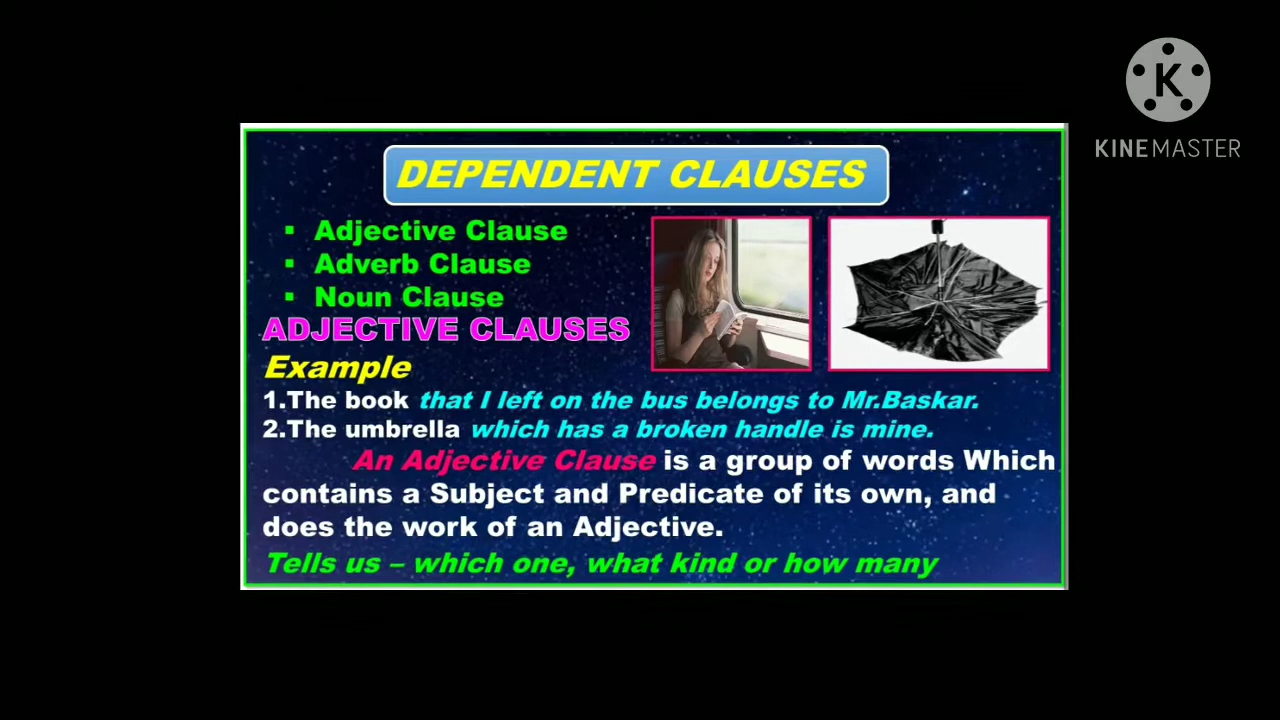 K
KINEMASTER
DEPENDENT CLAUSES
▪ Adjective Clause
▪ Adverb Clause
▪ Noun Clause
ADJECTIVE CLAUSES
Example
1.The book that I left on the bus belongs to Mr.Baskar.
2.The umbrella which has a broken handle is mine.
An Adjective Clause is a group of words Which
contains a Subject and Predicate of its own, and
does the work of an Adjective.
Tells us – which one, what kind or how many